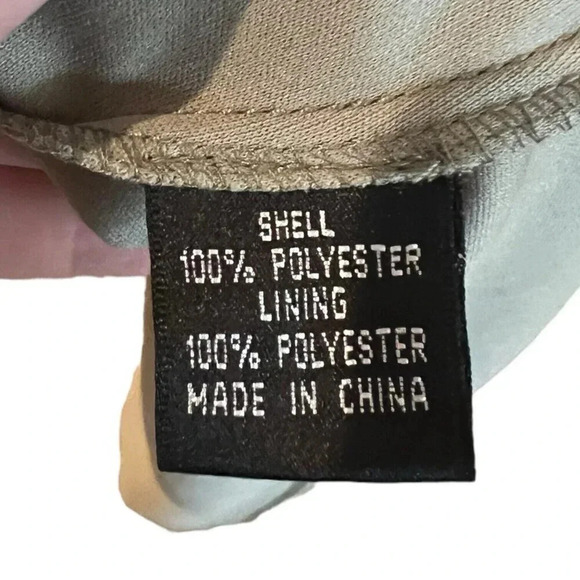 SHELL
100% POLYESTER
LINING
100% POLYESTER
MADE IN CHINA